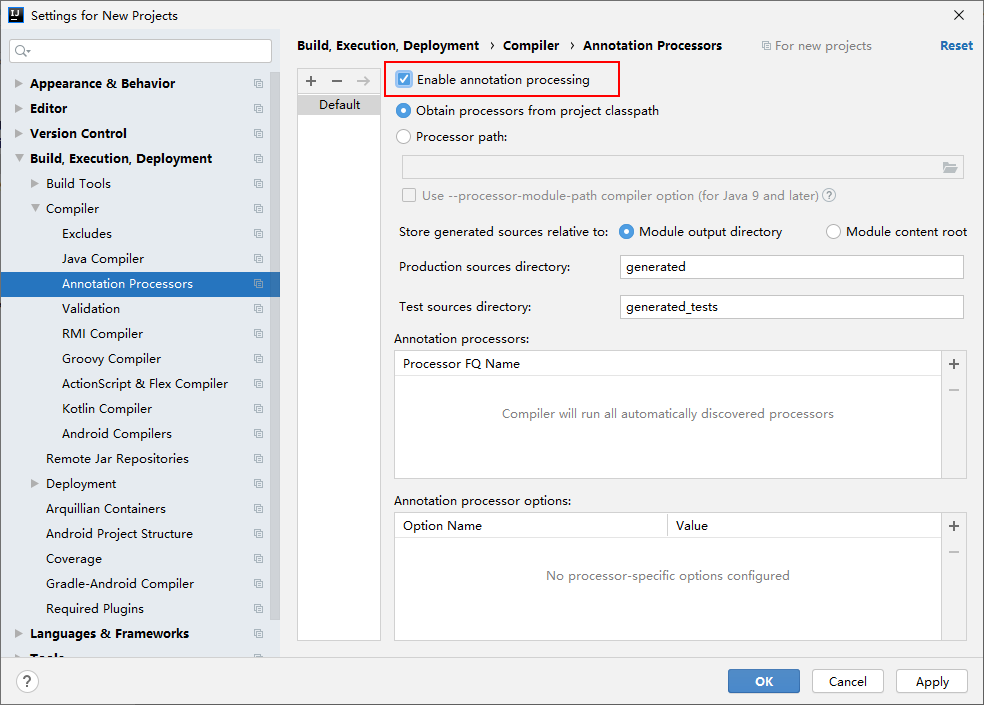 Settings for New Projects
Build, Execution, Deployment › Compiler › Annotation Processors
For new projects
Reset
Appearance & Behavior
Editor
Version Control
Build, Execution, Deployment
Build Tools
Compiler
Excludes
Java Compiler
Annotation Processors
Validation
RMI Compiler
Groovy Compiler
ActionScript & Flex Compiler
Kotlin Compiler
Android Compilers
Remote Jar Repositories
Deployment
Arquillian Containers
Android Project Structure
Coverage
Gradle-Android Compiler
Required Plugins
Languages & Frameworks
Tools
Default
Enable annotation processing
Obtain processors from project classpath
Processor path:
Use --processor-module-path compiler option (for Java 9 and later) ?
Store generated sources relative to: Module output directory Module content root
Production sources directory: generated
Test sources directory: generated_tests
Annotation processors:
Processor FQ Name
Compiler will run all automatically discovered processors
Annotation processor options:
Option Name Value
No processor-specific options configured
?
OK Cancel Apply